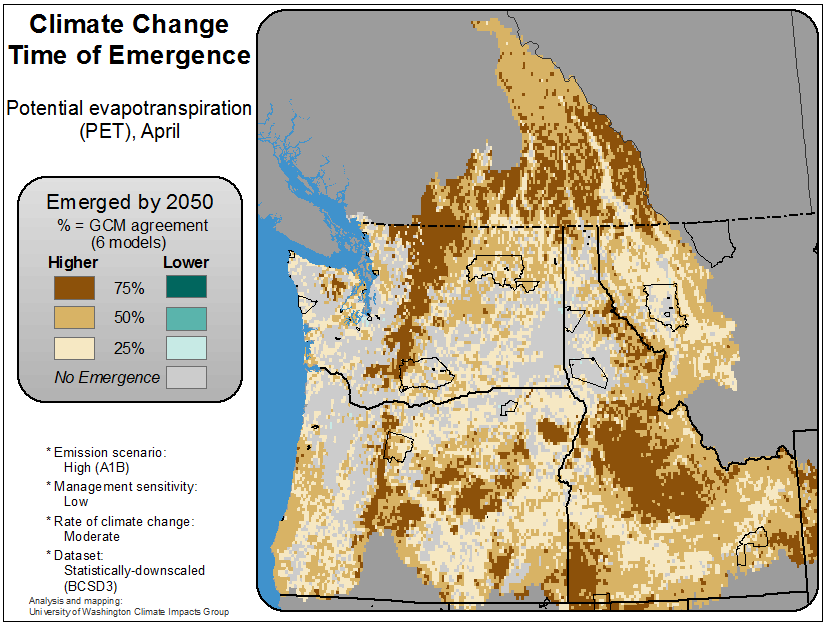 Climate Change
Time of Emergence
Potential evapotranspiration
(PET), April
Emerged by 2050
% = GCM agreement
(6 models)
Higher Lower
75%
50%
25%
No Emergence
* Emission scenario:
High (A1B)
* Management sensitivity:
Low
* Rate of climate change:
Moderate
* Dataset:
Statistically-downscaled
(BCSD3)
Analysis and mapping:
University of Washington Climate Impacts Group